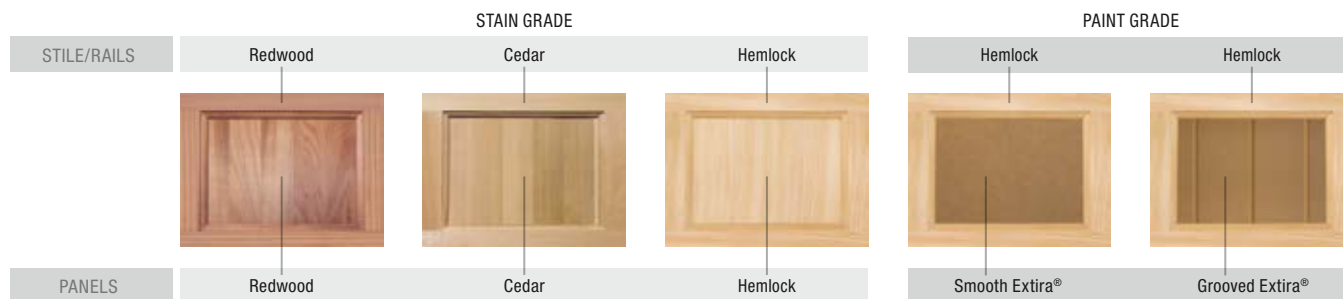 STAIN GRADE PAINT GRADE
STILE/RAILS Redwood Cedar Hemlock Hemlock Hemlock
PANELS Redwood Cedar Hemlock Smooth Extira® Grooved Extira®